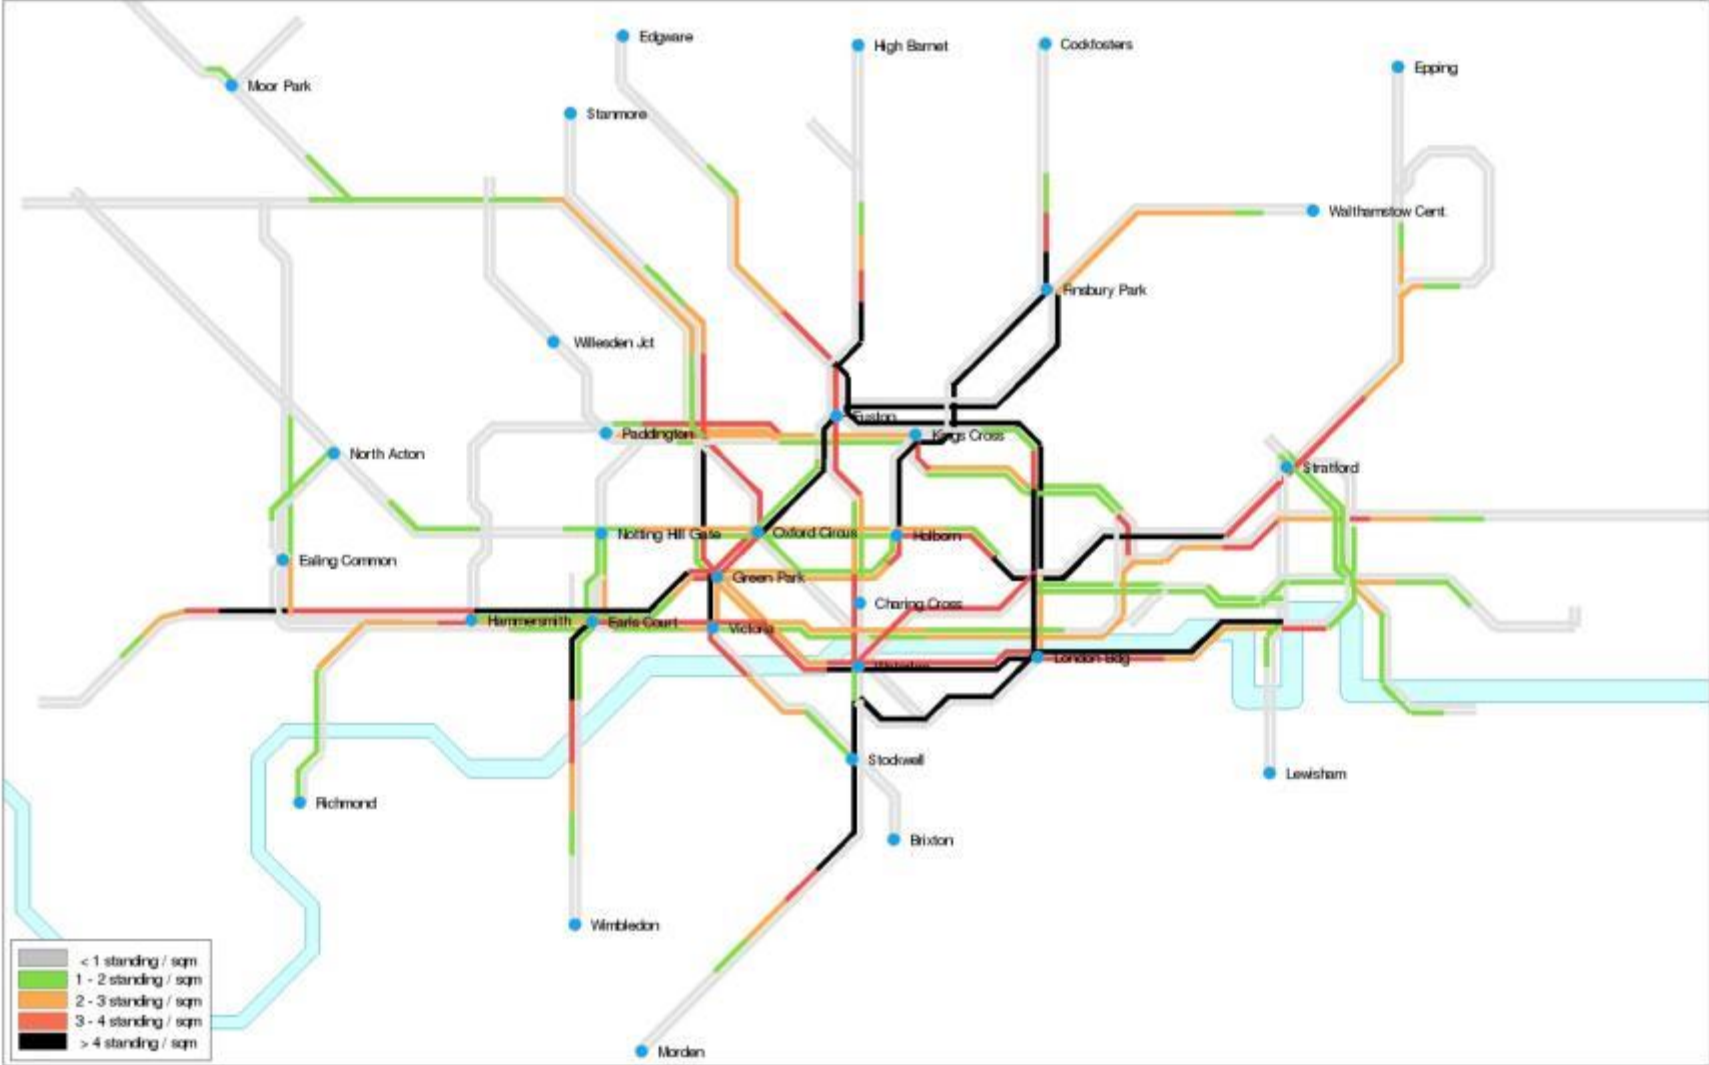 Edgware
High Barnet
Cockfosters
Epping
Moor Park
Stanmore
Walthamstow Cent.
Finsbury Park
Willesden Jct
Euston
Paddington
Kings Cross
North Acton
Stratford
Notting Hill Gate
Oxford Circus
Holborn
Ealing Common
Green Park
Charing Cross
Hammersmith
Earls Court
Victoria
Waterloo
London Bdg
Stockwell
Lewisham
Richmond
Brixton
Wimbledon
< 1 standing / sqm
1 - 2 standing / sqm
2 - 3 standing / sqm
3 - 4 standing / sqm
> 4 standing / sqm
Morden